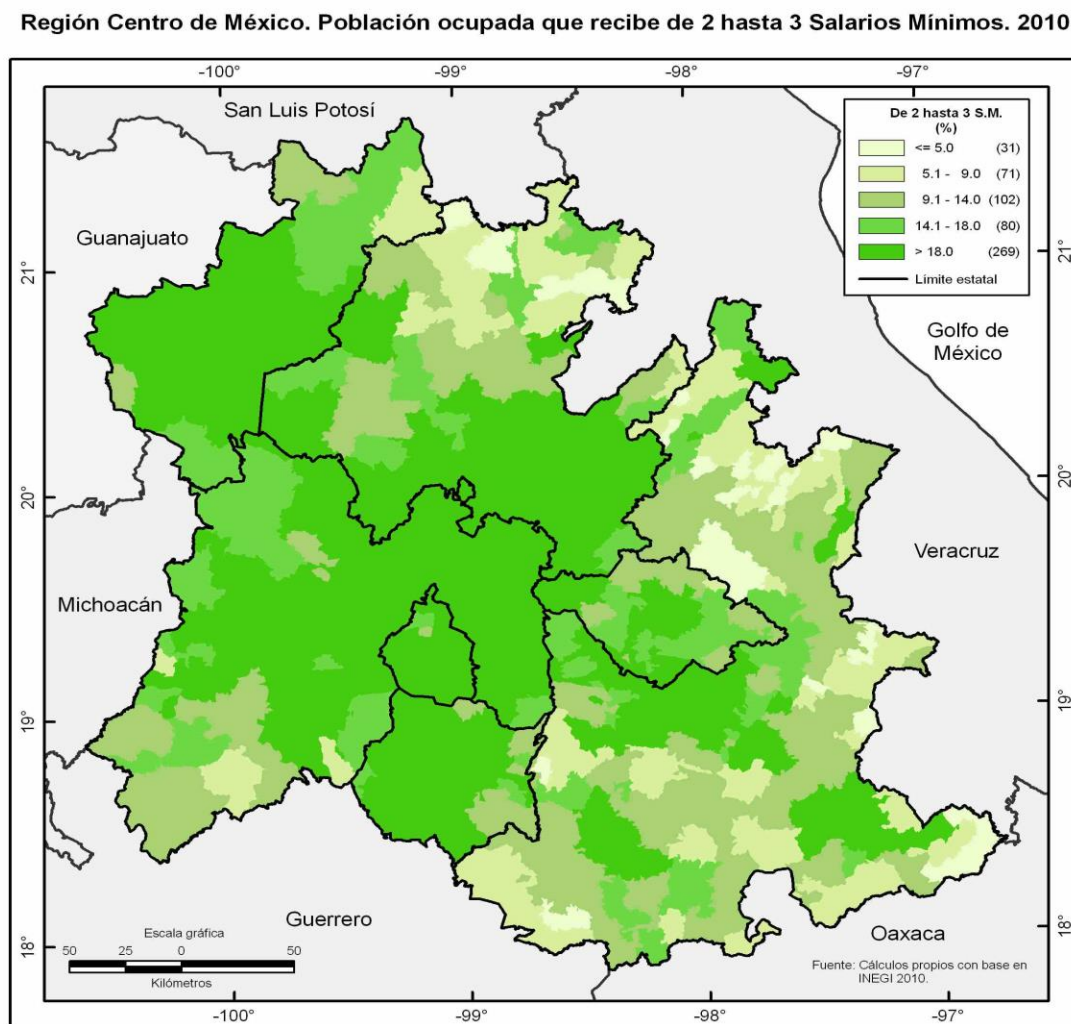 Región Centro de México. Población ocupada que recibe de 2 hasta 3 Salarios Mínimos. 2010
-100° -99° -98° -97°
San Luis Potosí
De 2 hasta 3 S.M.
(%)
<= 5.0 (31)
5.1 - 9.0 (71)
9.1 - 14.0 (102)
14.1 - 18.0 (80)
> 18.0 (269)
Límite estatal
Guanajuato
21° 21°
Golfo de
México
20° 20°
Veracruz
Michoacán
19° 19°
Guerrero
Oaxaca
18° 18°
Escala gráfica
50 25 0 50
Kilómetros
Fuente: Cálculos propios con base en
INEGI 2010.
-100° -99° -98° -97°